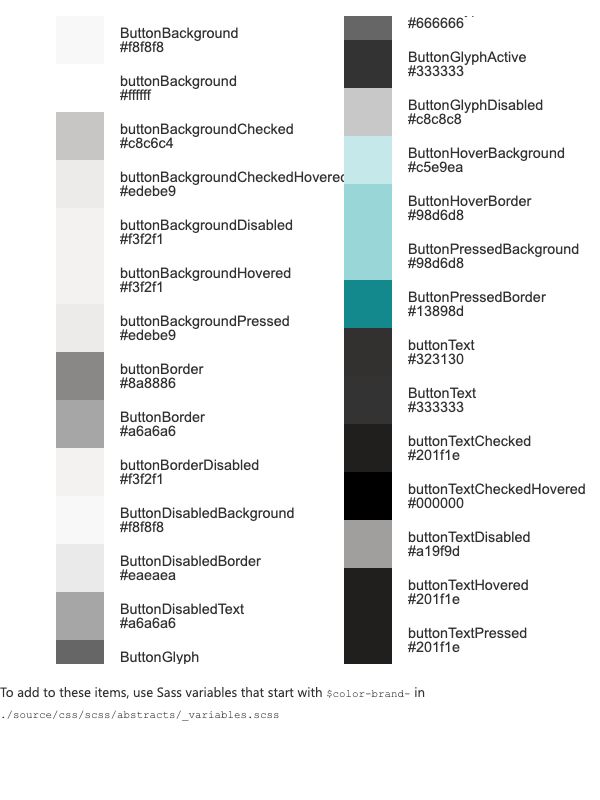 ButtonBackground
#f8f8f8
buttonBackground
#ffffff
buttonBackgroundChecked
#c8c6c4
buttonBackgroundCheckedHovered
#edebe9
buttonBackgroundDisabled
#f3f2f1
buttonBackgroundHovered
#f3f2f1
buttonBackgroundPressed
#edebe9
buttonBorder
#8a8886
ButtonBorder
#a6a6a6
buttonBorderDisabled
#f3f2f1
ButtonDisabledBackground
#f8f8f8
ButtonDisabledBorder
#eaeaea
ButtonDisabledText
#a6a6a6
ButtonGlyph
#666666
ButtonGlyphActive
#333333
ButtonGlyphDisabled
#c8c8c8
ButtonHoverBackground
#c5e9ea
ButtonHoverBorder
#98d6d8
ButtonPressedBackground
#98d6d8
ButtonPressedBorder
#13898d
buttonText
#323130
ButtonText
#333333
buttonTextChecked
#201f1e
buttonTextCheckedHovered
#000000
buttonTextDisabled
#a19f9d
buttonTextHovered
#201f1e
buttonTextPressed
#201f1e
To add to these items, use Sass variables that start with $color-brand- in
./source/css/scss/abstracts/_variables.scss